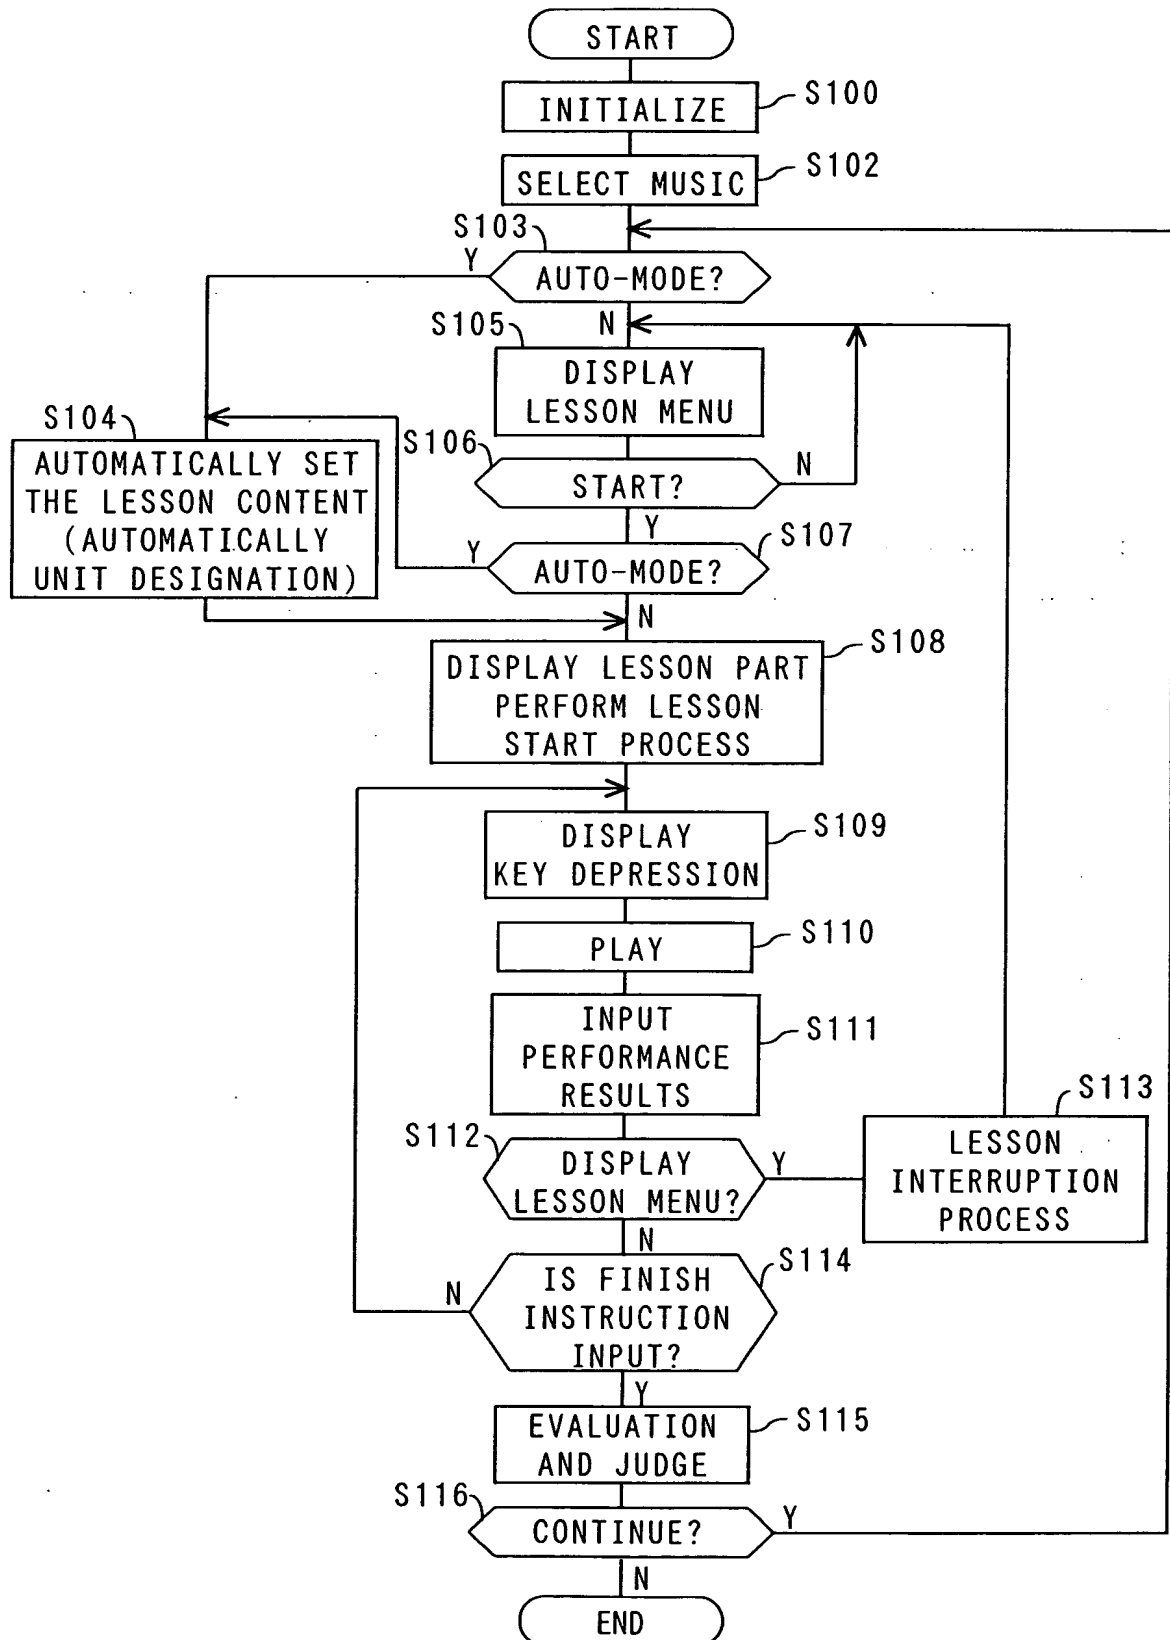 START
INITIALIZE
S100
SELECT MUSIC
S102
S103
Y
AUTO-MODE?
N
S105
DISPLAY
LESSON MENU
S104
AUTOMATICALLY SET
THE LESSON CONTENT
(AUTOMATICALLY
UNIT DESIGNATION)
S106
START?
N
Y
S107
Y
AUTO-MODE?
N
S108
DISPLAY LESSON PART
PERFORM LESSON
START PROCESS
S109
DISPLAY
KEY DEPRESSION
S110
PLAY
S111
INPUT
PERFORMANCE
RESULTS
S112
DISPLAY
LESSON MENU?
Y
N
S113
LESSON
INTERRUPTION
PROCESS
S114
IS FINISH
INSTRUCTION
INPUT?
N
Y
S115
EVALUATION
AND JUDGE
S116
CONTINUE?
Y
N
END